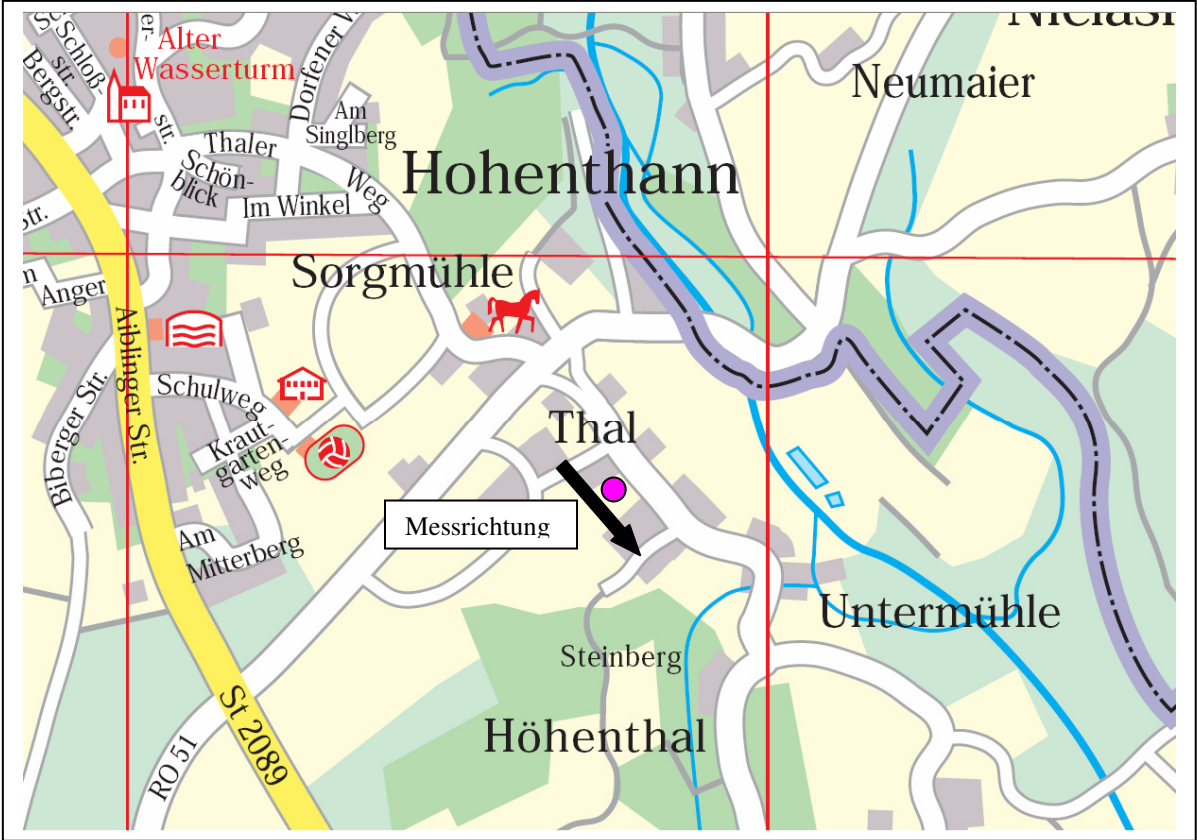 Alter
Wasserturm
er-
Schloß-
str.
Bergstr.
str.
Dorfener
Am
Singlberg
Thaler
Weg
Schön-
blick
Im Winkel
Str.
Anger
Hohenthann
Neumaier
Sorgmühle
Aiblinger Str.
Biberger Str.
Schulweg
Kraut-
garten-
weg
Am
Mitterberg
Thal
Messrichtung
Untermühle
Steinberg
Höhenthal
St 2089
RO 51